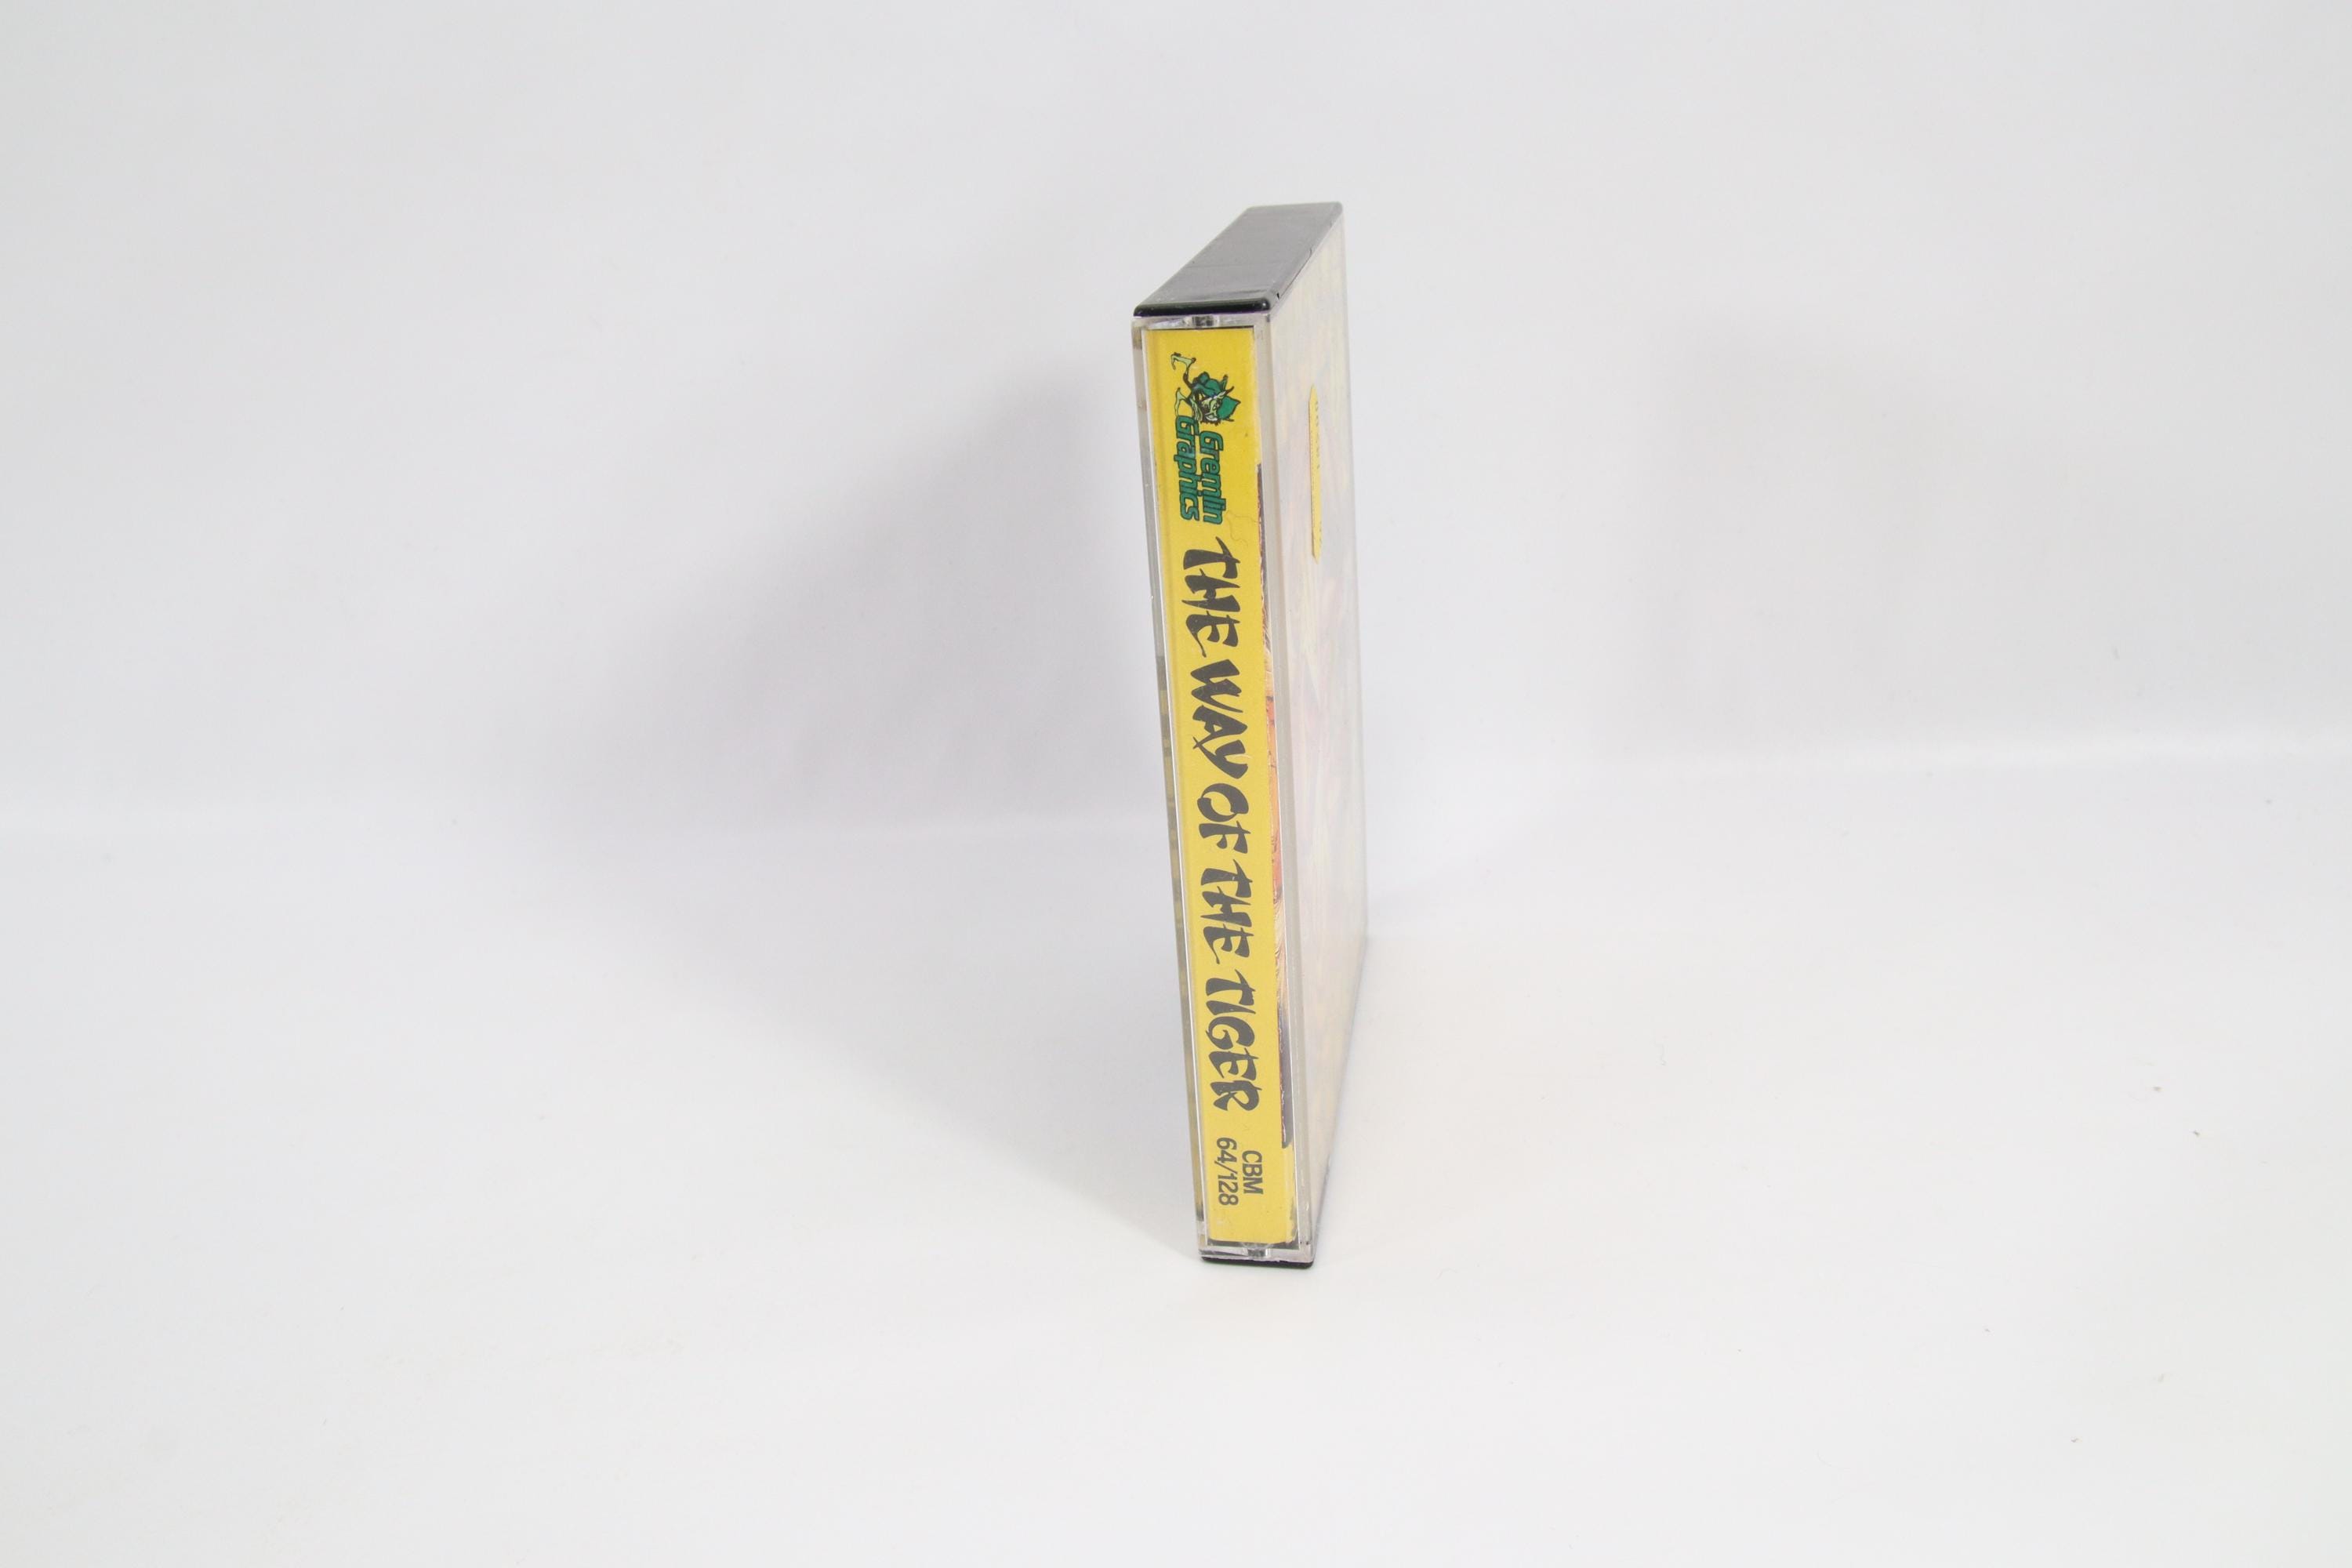 Gremlin
Graphics
THE WAY OF THE TIGER
CBM
64/128